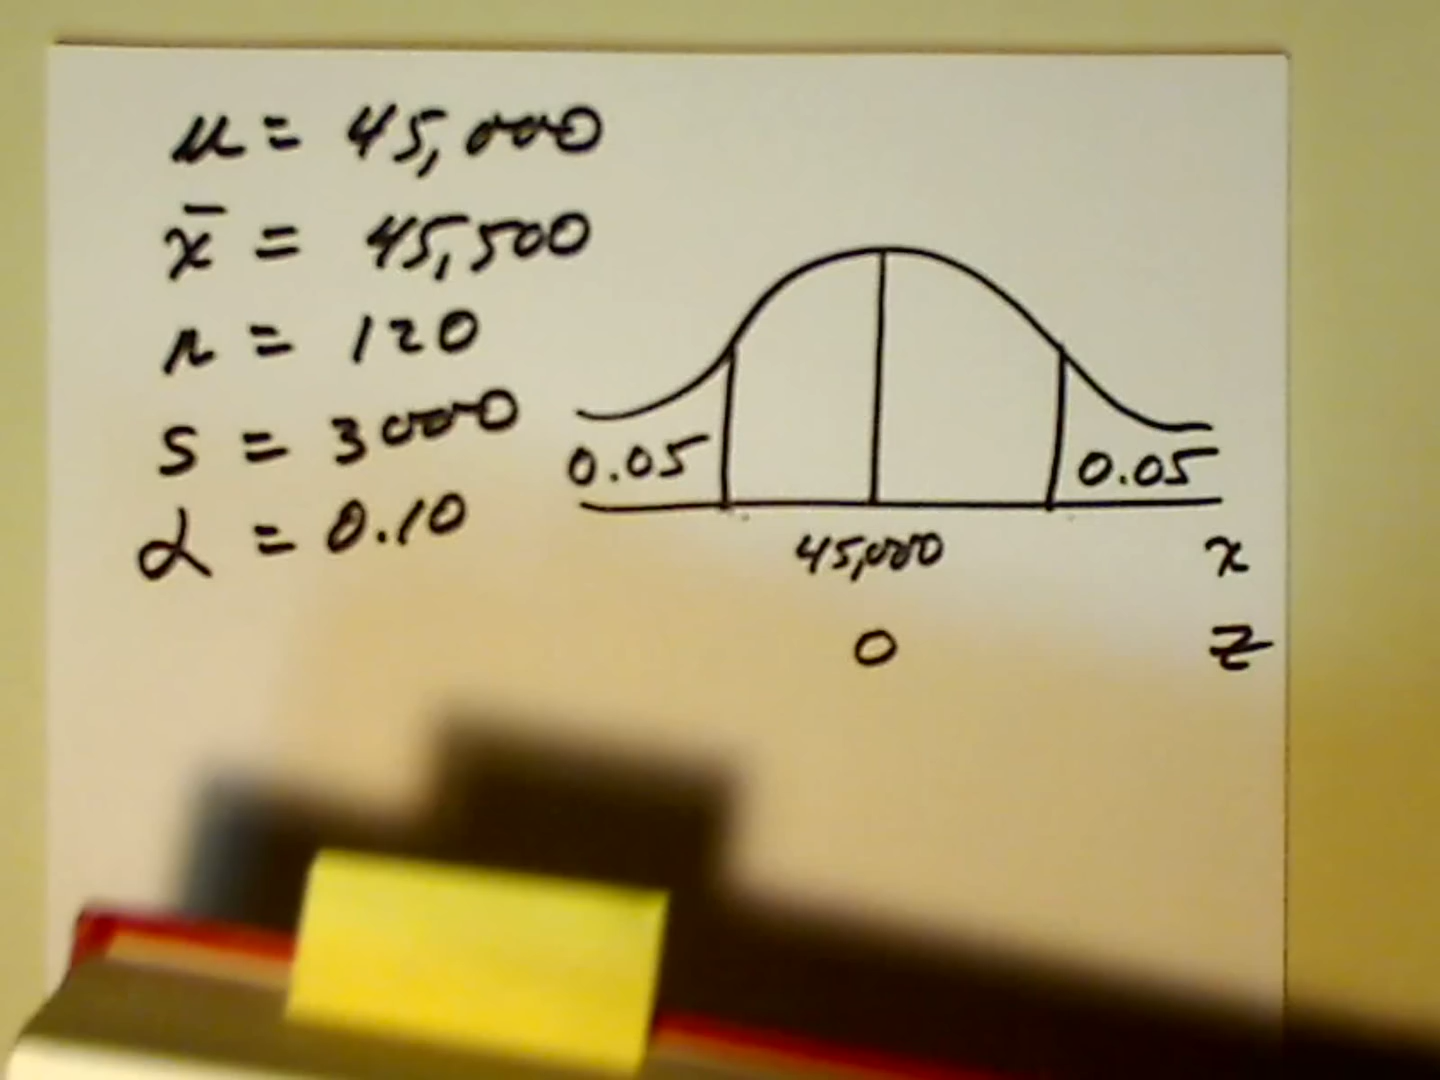 μ = 45,000
x̄ = 45,500
n = 120
s = 3000
α = 0.10
0.05 0.05
45,000 x
0 z